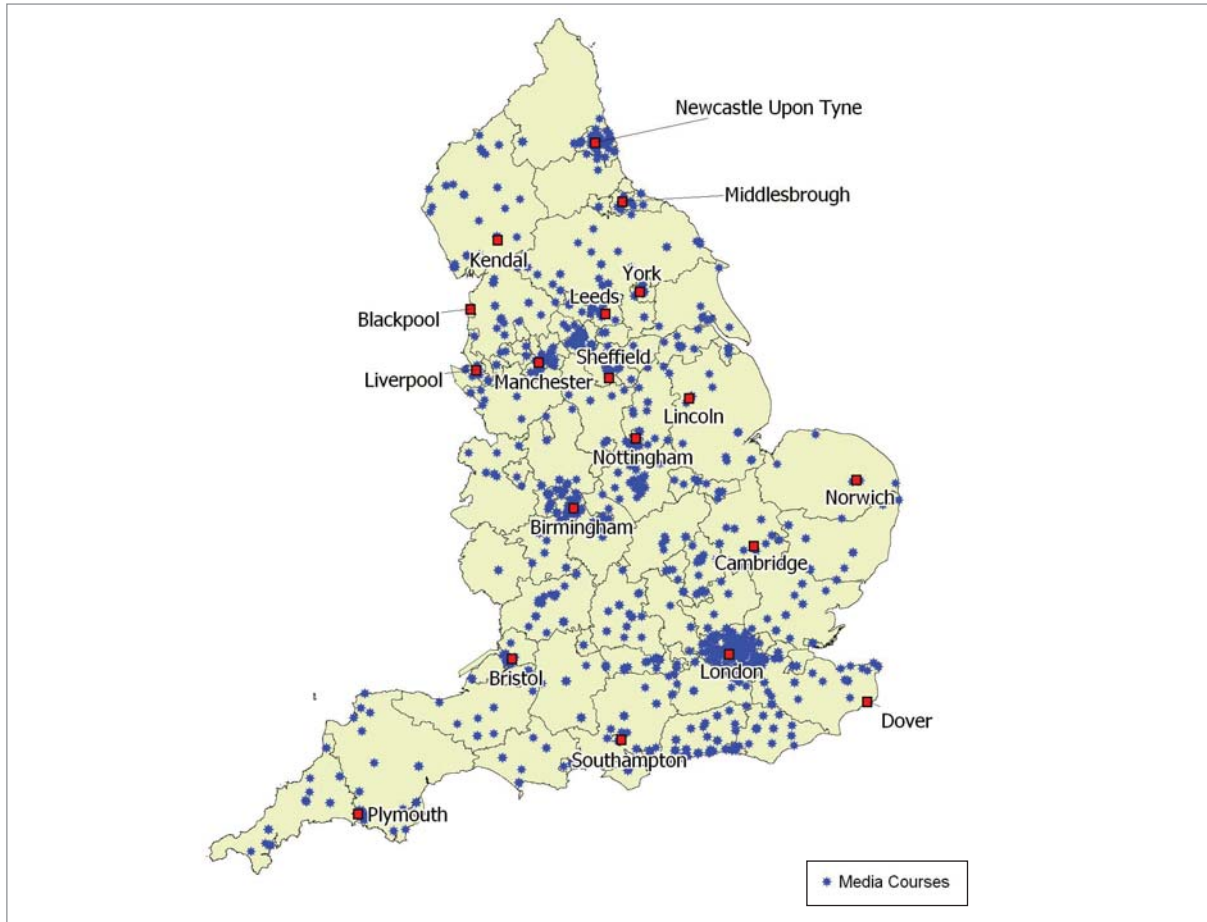 Newcastle Upon Tyne
Middlesbrough
Kendal
York
Leeds
Blackpool
Sheffield
Liverpool
Manchester
Lincoln
Nottingham
Norwich
Birmingham
Cambridge
London
Bristol
Dover
Southampton
Plymouth
Media Courses